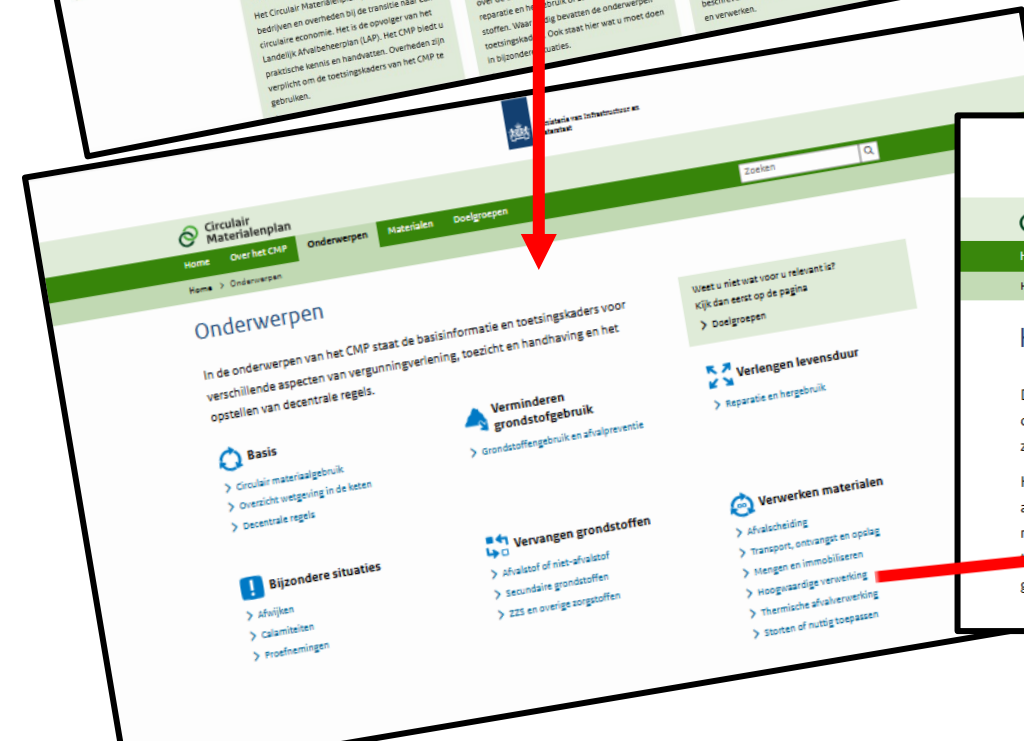 Het Circulair Materialenplan
bedrijven en overheden bij de transitie naar een
circulaire economie. Het is de opvolger van het
Landelijk Afvalbeheerplan (LAP). Het CMP biedt u
praktische kennis en handvatten. Overheden zijn
verplicht om de toetsingskaders van het CMP te
gebruiken.
reparatie en
stoffen.
bevatten de onderwerpen
Ook staat hier wat u moet doen
in bijzondere situaties.
en verwerken.
Ministerie van Infrastructuur en
Waterstaat
Zoeken
Circulair
Materialenplan
Home Over het CMP Onderwerpen Materialen Doelgroepen
Home > Onderwerpen
Onderwerpen
In de onderwerpen van het CMP staat de basisinformatie en toetsingskaders voor
verschillende aspecten van vergunningverlening, toezicht en handhaving en het
opstellen van decentrale regels.
Weet u niet wat voor u relevant is?
Kijk dan eerst op de pagina
> Doelgroepen
Basis
> Circulair materiaalgebruik
> Overzicht wetgeving in de keten
> Decentrale regels
Verminderen
grondstofgebruik
> Grondstoffengebruik en afvalpreventie
Verlengen levensduur
> Reparatie en hergebruik
Bijzondere situaties
> Afwijken
> Calamiteiten
> Proefnemingen
Vervangen grondstoffen
> Afvalstof of niet-afvalstof
> Secundaire grondstoffen
> ZZS en overige zorgstoffen
Verwerken materialen
> Afvalscheiding
> Transport, ontvangst en opslag
> Mengen en immobiliseren
> Hoogwaardige verwerking
> Thermische afvalverwerking
> Storten of nuttig toepassen